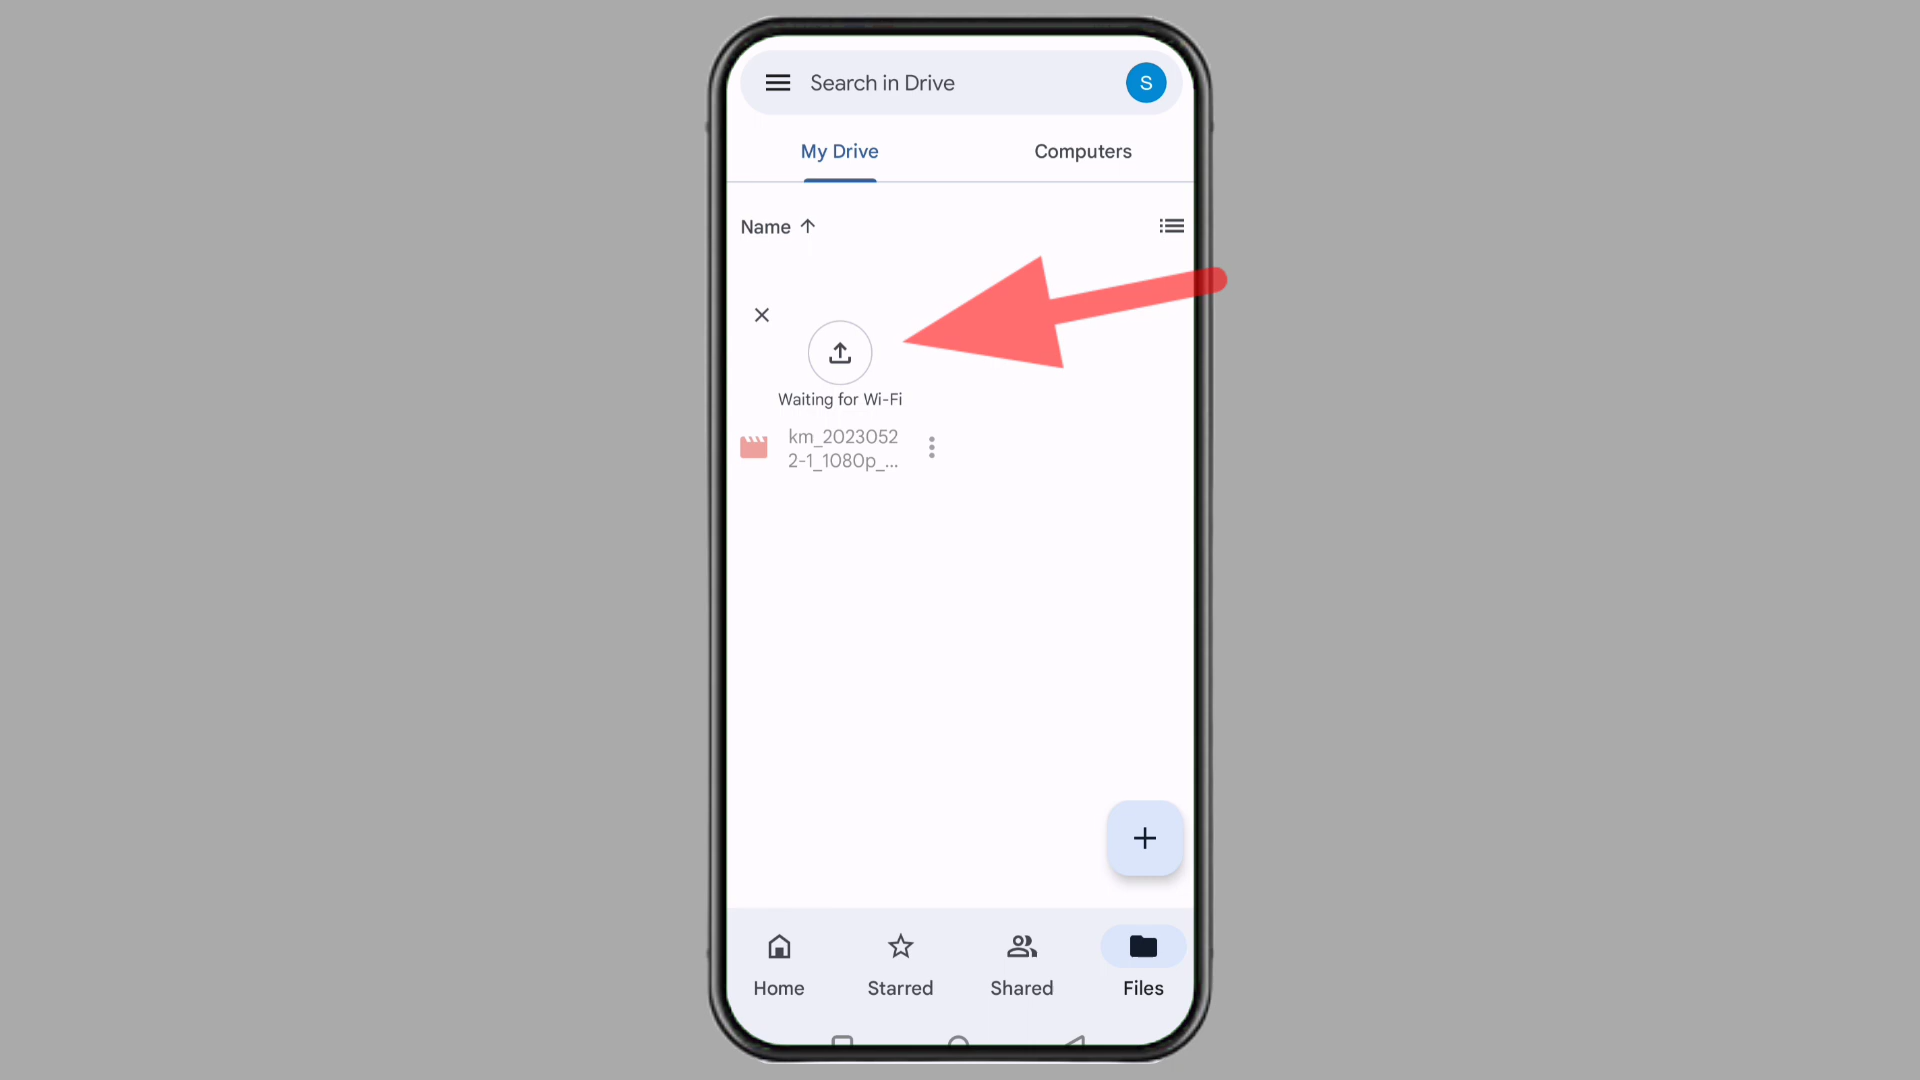 Search in Drive
S
My Drive
Computers
Name
Waiting for Wi-Fi
km_2023052
2-1_1080p_...
Home
Starred
Shared
Files